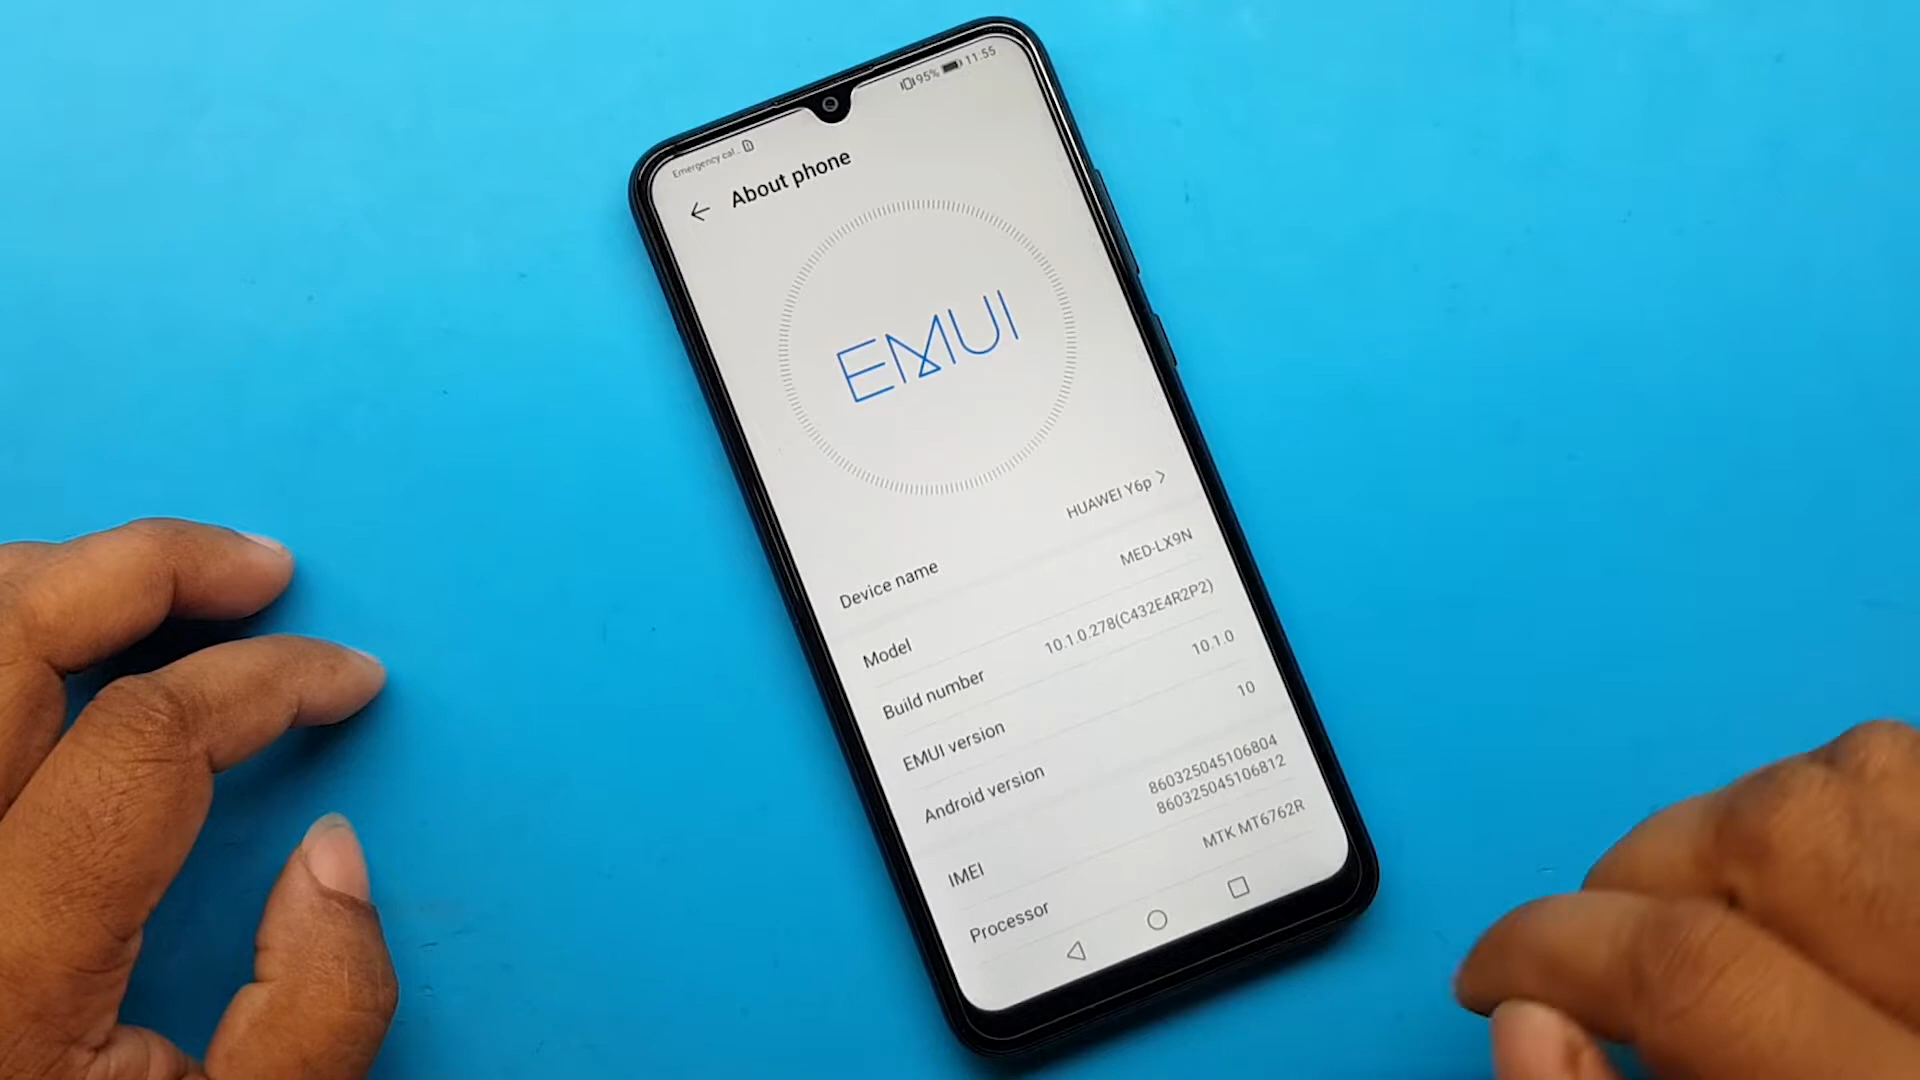 Emergency cal...
95% 11:55
About phone
EMUI
Device name HUAWEI Y6p
Model MED-LX9N
Build number 10.1.0.278(C432E4R2P2)
EMUI version 10.1.0
Android version 10
IMEI 860325045106804
860325045106812
Processor MTK MT6762R